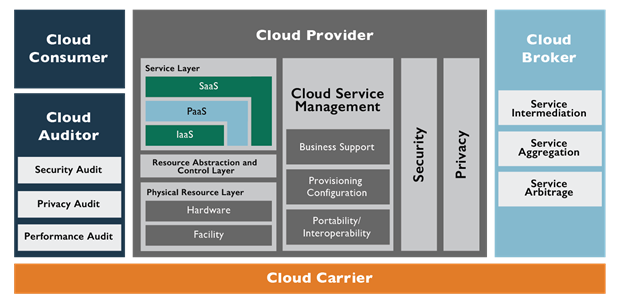 Cloud
Consumer
Cloud
Auditor
Security Audit
Privacy Audit
Performance Audit
Cloud Provider
Service Layer
SaaS
PaaS
IaaS
Resource Abstraction and
Control Layer
Physical Resource Layer
Hardware
Facility
Cloud Service
Management
Business Support
Provisioning
Configuration
Portability/
Interoperability
Security
Privacy
Cloud
Broker
Service
Intermediation
Service
Aggregation
Service
Arbitrage
Cloud Carrier